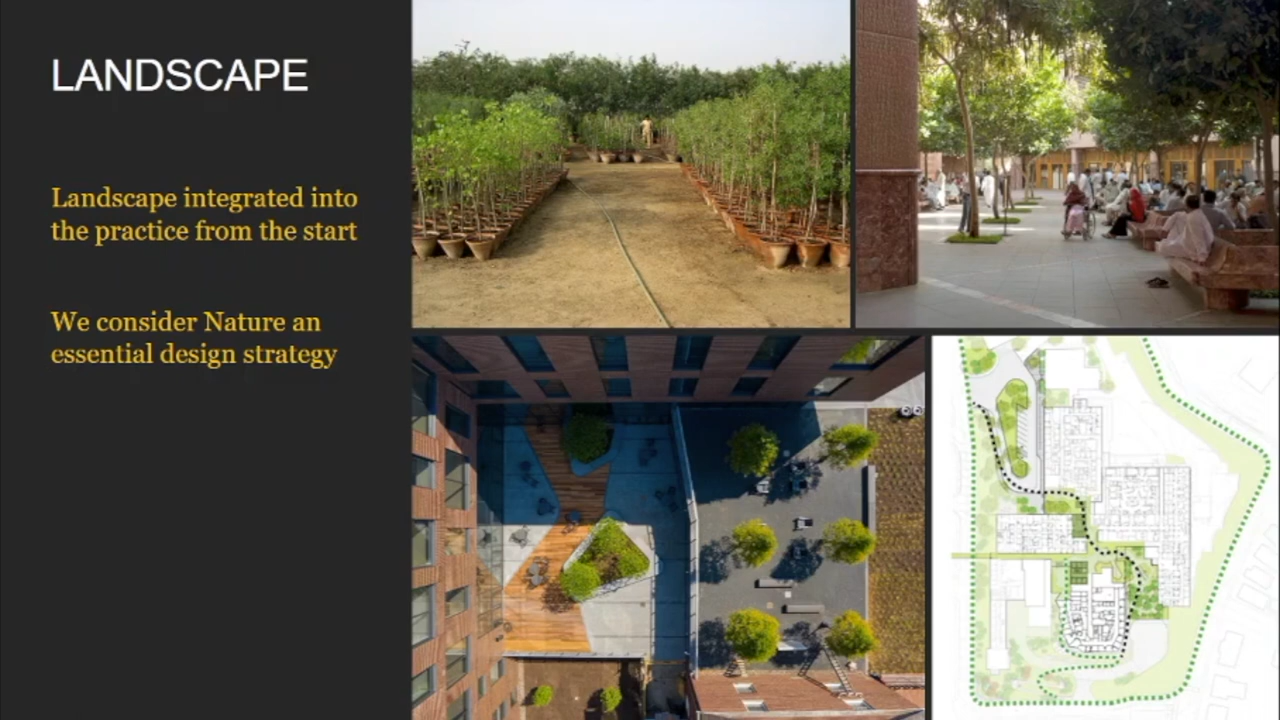 LANDSCAPE
Landscape integrated into
the practice from the start
We consider Nature an
essential design strategy